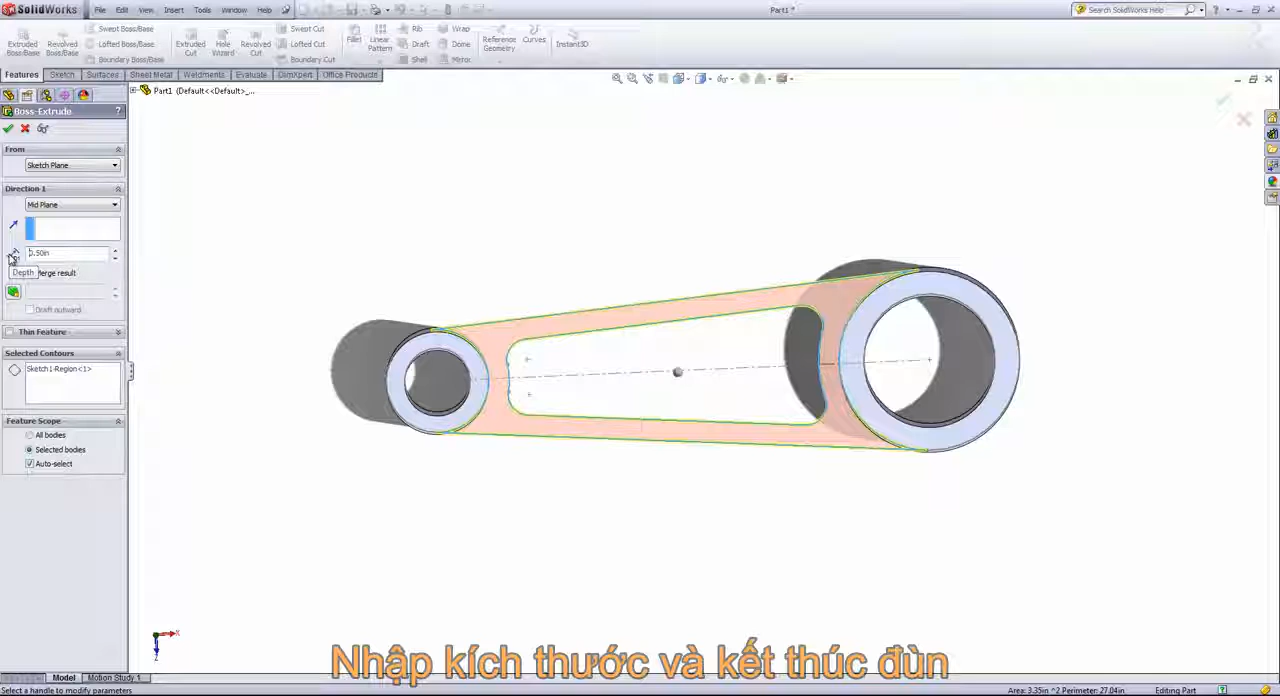 SolidWorks File Edit View Insert Tools Window Help Part1 * Search SolidWorks Help
Extruded Boss/Base
Revolved Boss/Base
Swept Boss/Base
Lofted Boss/Base
Boundary Boss/Base
Extruded Cut
Hole Wizard
Revolved Cut
Swept Cut
Lofted Cut
Boundary Cut
Fillet
Linear Pattern
Rib
Draft
Shell
Wrap
Dome
Mirror
Reference Geometry
Curves
Instant3D
Features Sketch Surfaces Sheet Metal Weldments Evaluate DimXpert Office Products
Part1 (Default<<Default>_...
Boss-Extrude ?
From
Sketch Plane
Direction 1
Mid Plane
0.50in
Depth
Merge result
Draft outward
Thin Feature
Selected Contours
Sketch1-Region<1>
Feature Scope
All bodies
Selected bodies
Auto-select
X
Z
Nhập kích thước và kết thúc đùn
Model Motion Study 1
Select a handle to modify parameters Area: 3.35in ^2 Perimeter: 27.04in Editing Part